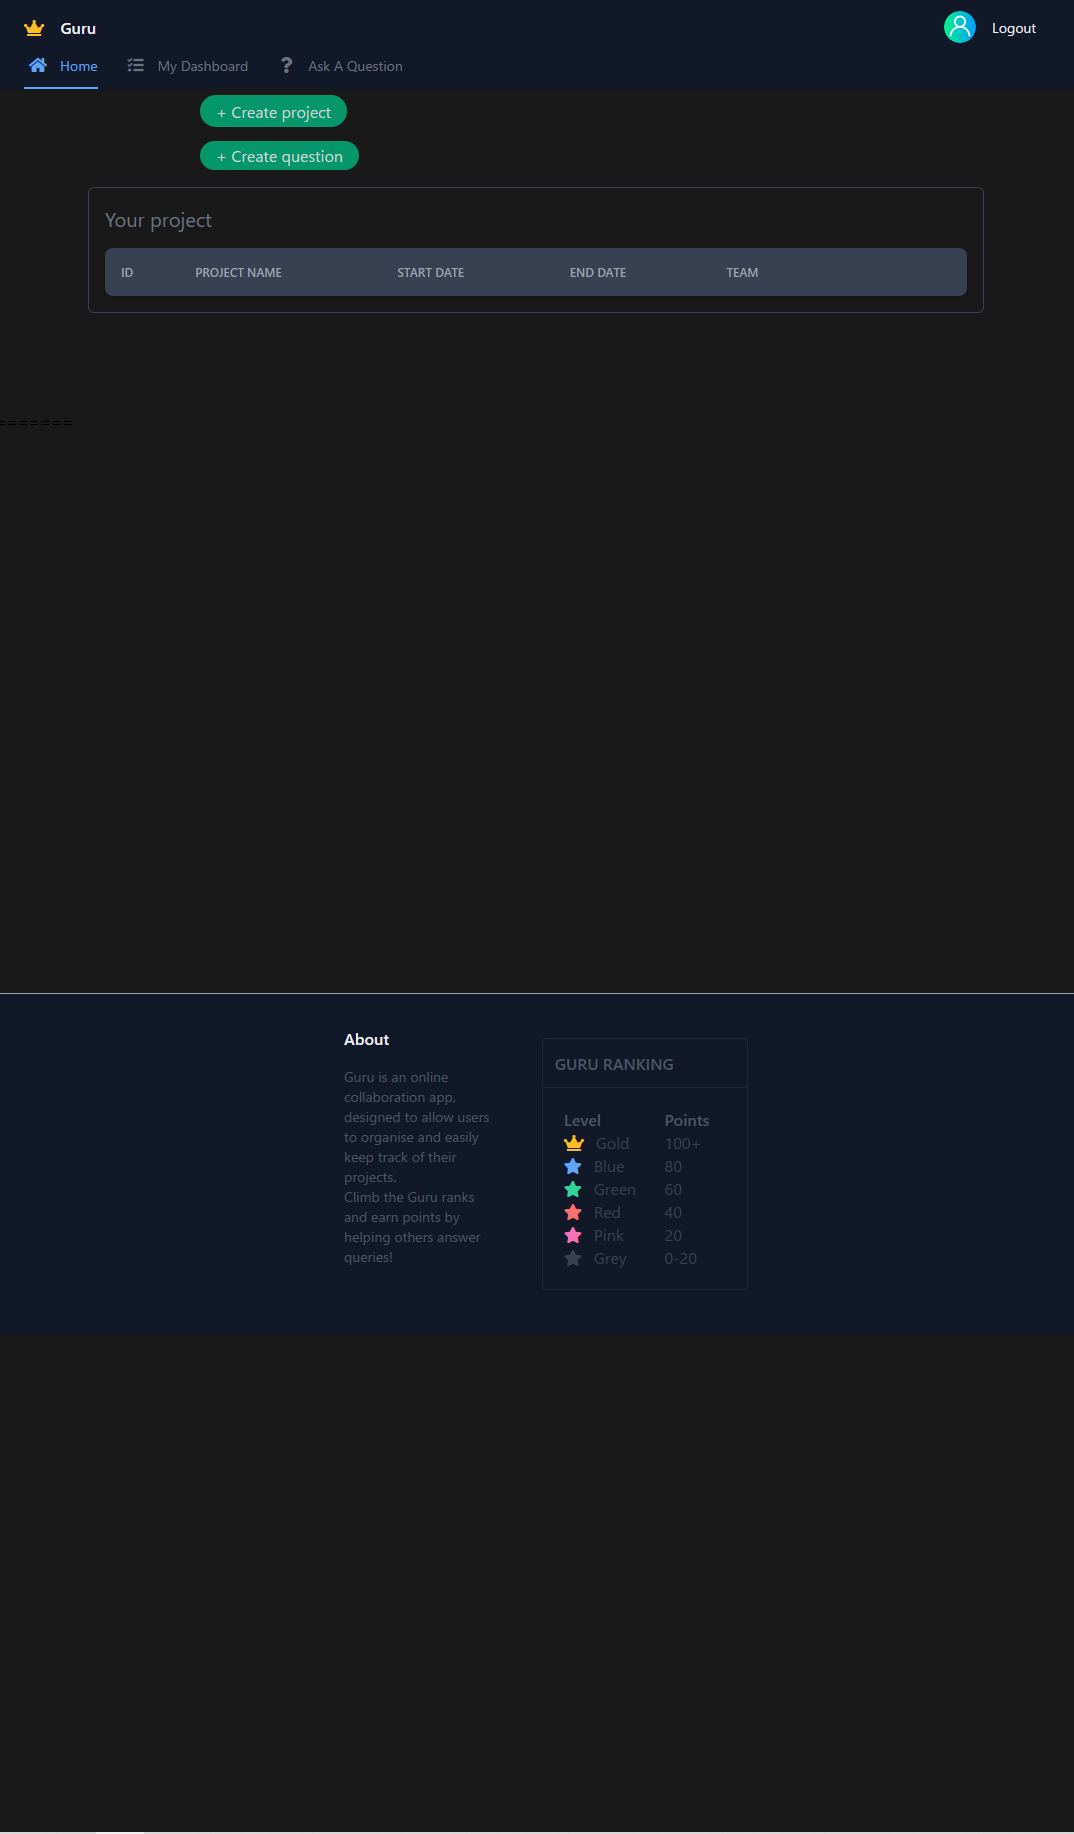 Guru
Logout
Home
My Dashboard
Ask A Question
+ Create project
+ Create question
Your project
ID PROJECT NAME START DATE END DATE TEAM
=======
About
Guru is an online
collaboration app,
designed to allow users
to organise and easily
keep track of their
projects.
Climb the Guru ranks
and earn points by
helping others answer
queries!
GURU RANKING
Level Points
Gold 100+
Blue 80
Green 60
Red 40
Pink 20
Grey 0-20